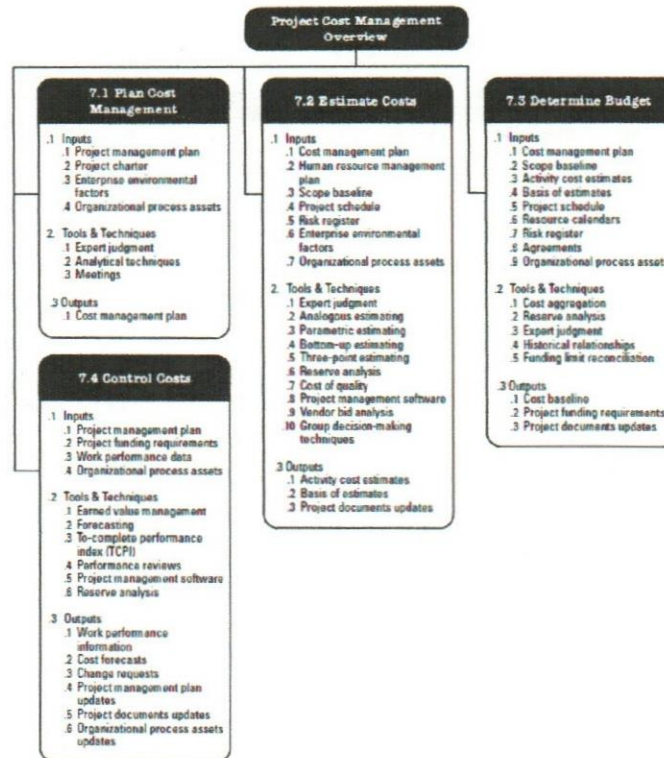 Project Cost Management
Overview
7.1 Plan Cost
Management
.1 Inputs
.1 Project management plan
.2 Project charter
.3 Enterprise environmental
factors
.4 Organizational process assets
2. Tools & Techniques
.1 Expert judgment
.2 Analytical techniques
.3 Meetings
.3 Outputs
.1 Cost management plan
7.2 Estimate Costs
.1 Inputs
.1 Cost management plan
.2 Human resource management
plan
.3 Scope baseline
.4 Project schedule
.5 Risk register
.6 Enterprise environmental
factors
.7 Organizational process assets
2. Tools & Techniques
.1 Expert judgment
.2 Analogous estimating
.3 Parametric estimating
.4 Bottom-up estimating
.5 Three-point estimating
.6 Reserve analysis
.7 Cost of quality
.8 Project management software
.9 Vendor bid analysis
.10 Group decision-making
techniques
.3 Outputs
.1 Activity cost estimates
.2 Basis of estimates
.3 Project documents updates
7.3 Determine Budget
.1 Inputs
.1 Cost management plan
.2 Scope baseline
.3 Activity cost estimates
.4 Basis of estimates
.5 Project schedule
.6 Resource calendars
.7 Risk register
.8 Agreements
.9 Organizational process asset
.2 Tools & Techniques
.1 Cost aggregation
.2 Reserve analysis
.3 Expert judgment
.4 Historical relationships
.5 Funding limit reconciliation
.3 Outputs
.1 Cost baseline
.2 Project funding requirements
.3 Project documents updates
7.4 Control Costs
.1 Inputs
.1 Project management plan
.2 Project funding requirements
.3 Work performance data
.4 Organizational process assets
.2 Tools & Techniques
.1 Earned value management
.2 Forecasting
.3 To-complete performance
index (TCPI)
.4 Performance reviews
.5 Project management software
.6 Reserve analysis
.3 Outputs
.1 Work performance
information
.2 Cost forecasts
.3 Change requests
.4 Project management plan
updates
.5 Project documents updates
.6 Organizational process assets
updates